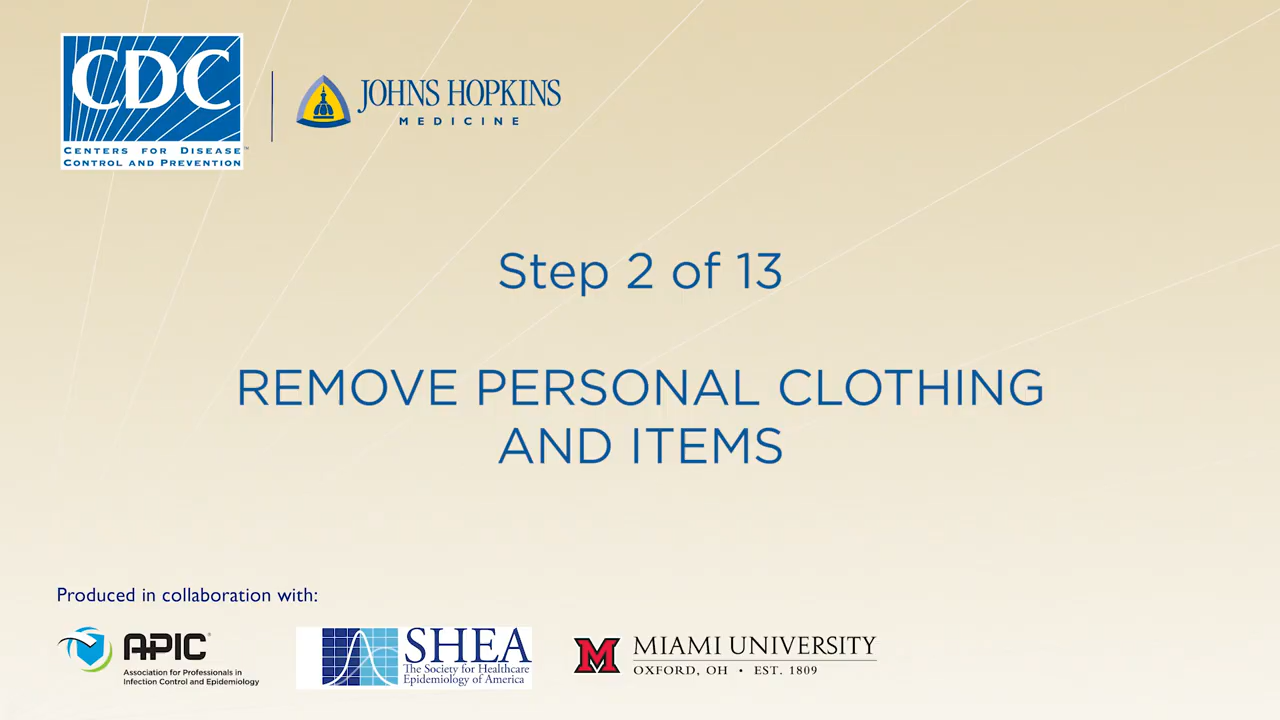 CDC
CENTERS FOR DISEASE
CONTROL AND PREVENTION™
JOHNS HOPKINS
MEDICINE
Step 2 of 13
REMOVE PERSONAL CLOTHING
AND ITEMS
Produced in collaboration with:
APIC®
Association for Professionals in
Infection Control and Epidemiology
SHEA
The Society for Healthcare
Epidemiology of America
M
MIAMI UNIVERSITY
OXFORD, OH • EST. 1809